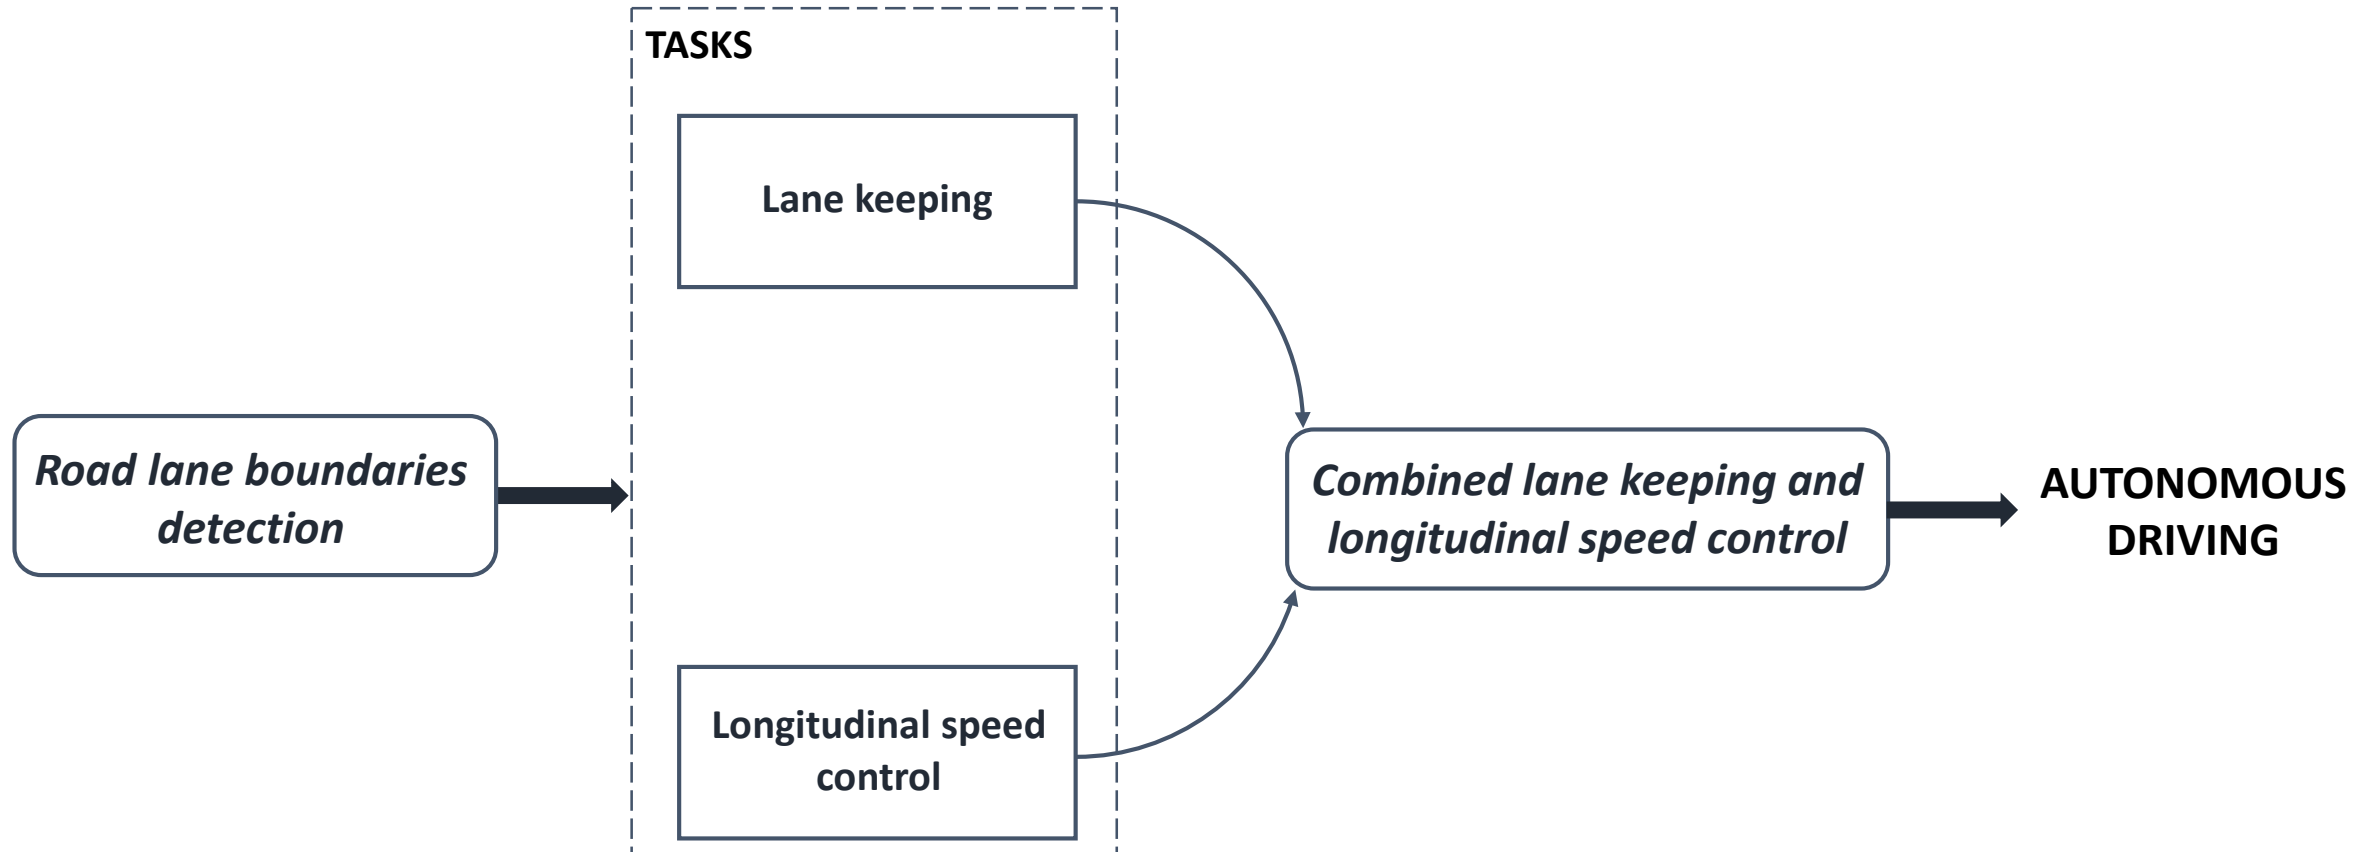 TASKS
Lane keeping
Road lane boundaries
detection
Combined lane keeping and
longitudinal speed control
AUTONOMOUS
DRIVING
Longitudinal speed
control